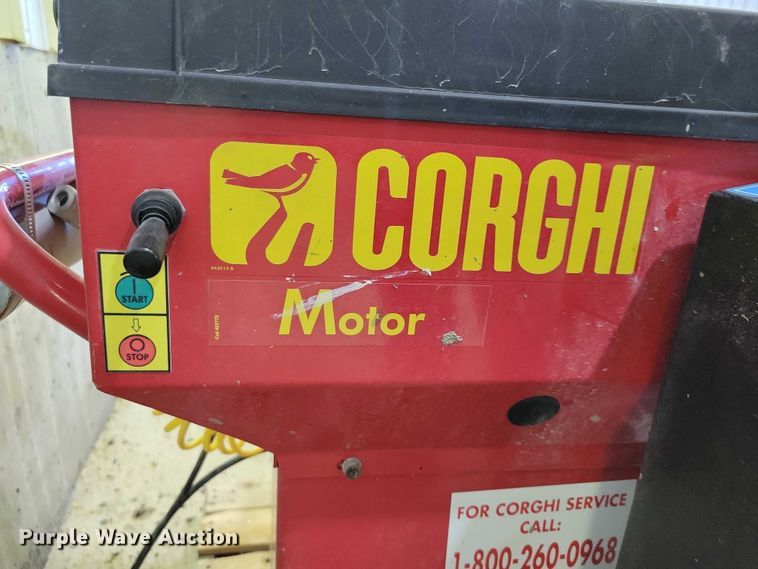 CORGHI
Motor
START
STOP
FOR CORGHI SERVICE
CALL:
1-800-260-0968
Purple Wave Auction